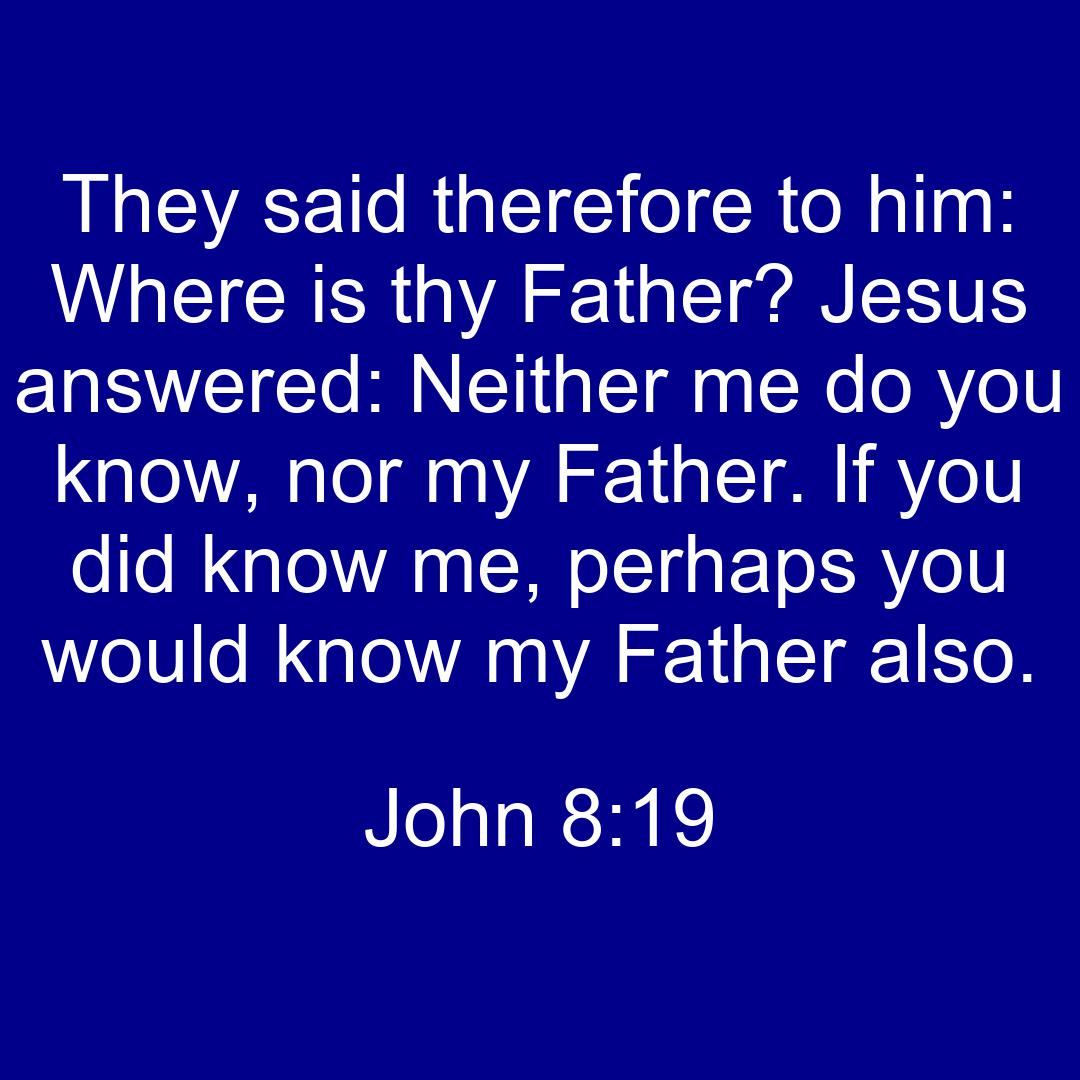 They said therefore to him:
Where is thy Father? Jesus
answered: Neither me do you
know, nor my Father. If you
did know me, perhaps you
would know my Father also.
John 8:19